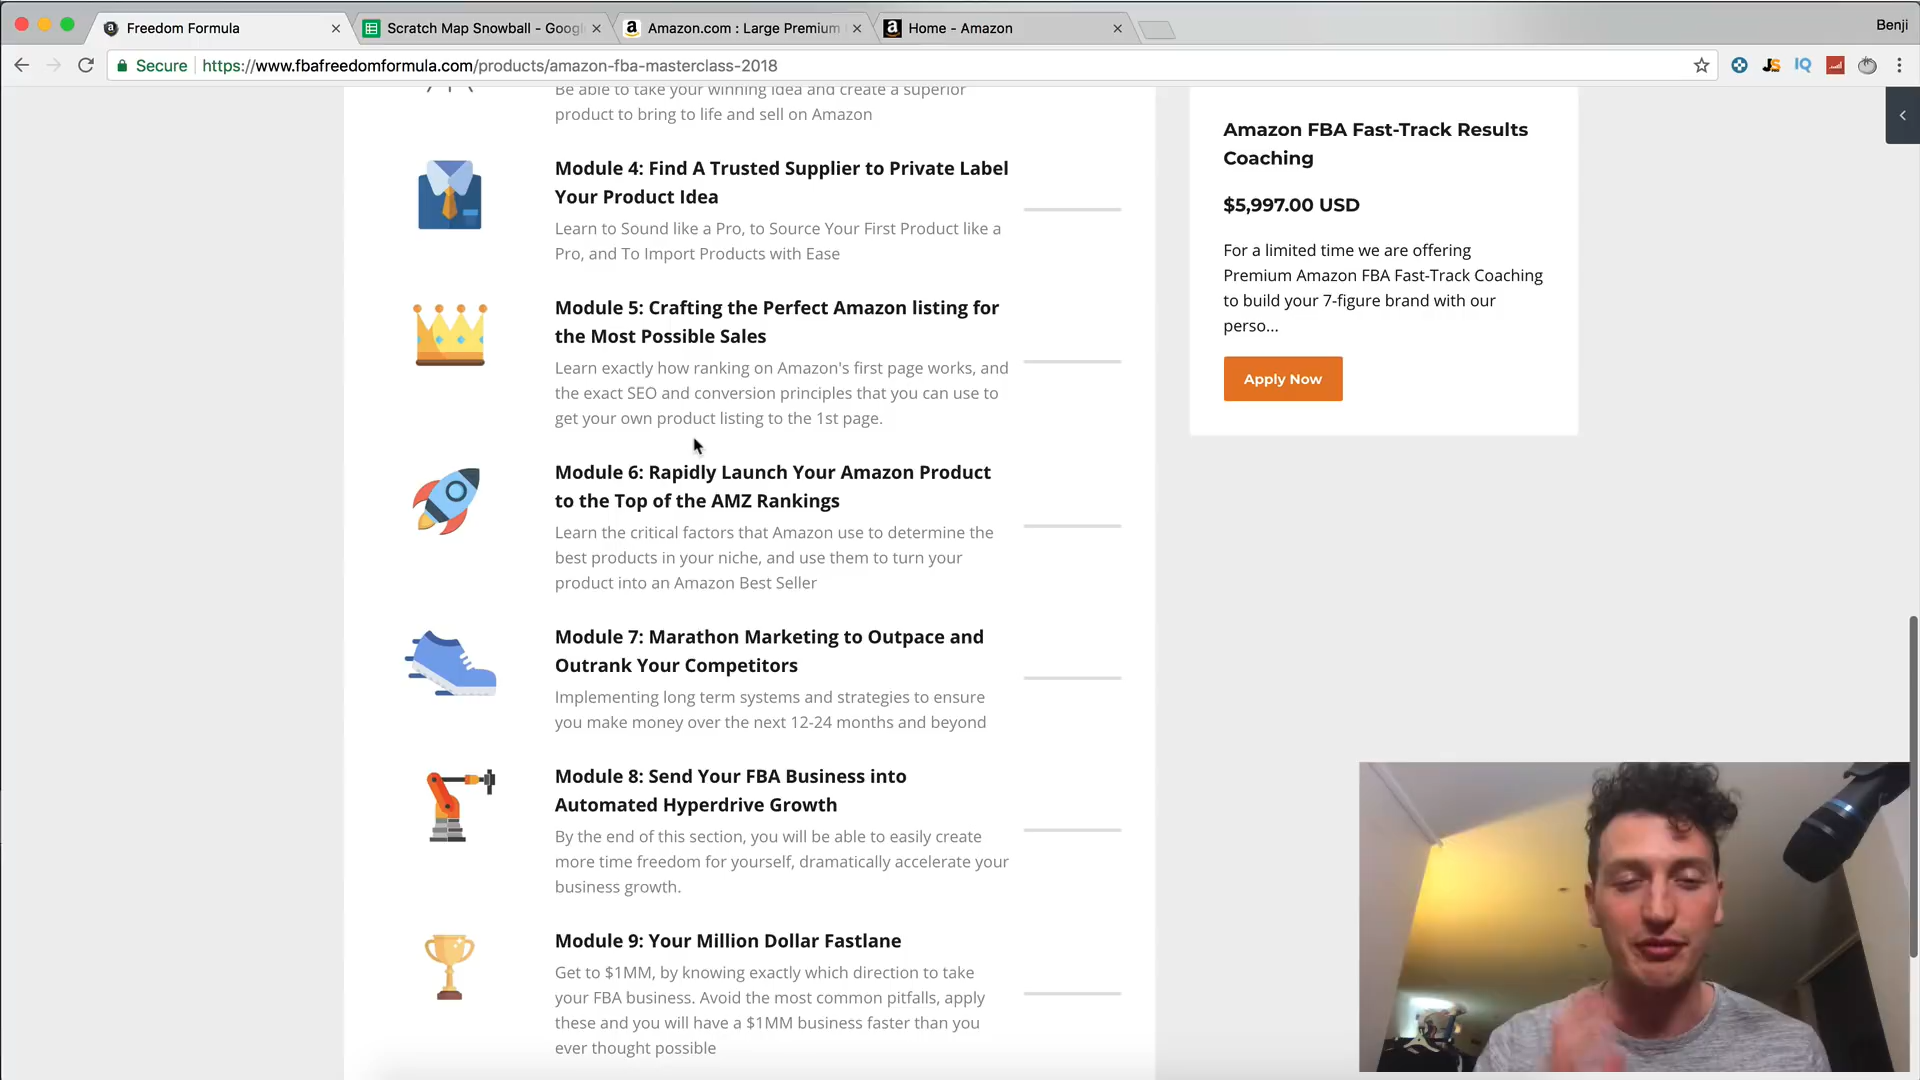 Freedom Formula
Scratch Map Snowball - Goog
Amazon.com : Large Premium
Home - Amazon
Benji
Secure https://www.fbafreedomformula.com/products/amazon-fba-masterclass-2018
Be able to take your winning idea and create a superior
product to bring to life and sell on Amazon
Module 4: Find A Trusted Supplier to Private Label
Your Product Idea
Learn to Sound like a Pro, to Source Your First Product like a
Pro, and To Import Products with Ease
Module 5: Crafting the Perfect Amazon listing for
the Most Possible Sales
Learn exactly how ranking on Amazon's first page works, and
the exact SEO and conversion principles that you can use to
get your own product listing to the 1st page.
Module 6: Rapidly Launch Your Amazon Product
to the Top of the AMZ Rankings
Learn the critical factors that Amazon use to determine the
best products in your niche, and use them to turn your
product into an Amazon Best Seller
Module 7: Marathon Marketing to Outpace and
Outrank Your Competitors
Implementing long term systems and strategies to ensure
you make money over the next 12-24 months and beyond
Module 8: Send Your FBA Business into
Automated Hyperdrive Growth
By the end of this section, you will be able to easily create
more time freedom for yourself, dramatically accelerate your
business growth.
Module 9: Your Million Dollar Fastlane
Get to $1MM, by knowing exactly which direction to take
your FBA business. Avoid the most common pitfalls, apply
these and you will have a $1MM business faster than you
ever thought possible
Amazon FBA Fast-Track Results
Coaching
$5,997.00 USD
For a limited time we are offering
Premium Amazon FBA Fast-Track Coaching
to build your 7-figure brand with our
perso...
Apply Now